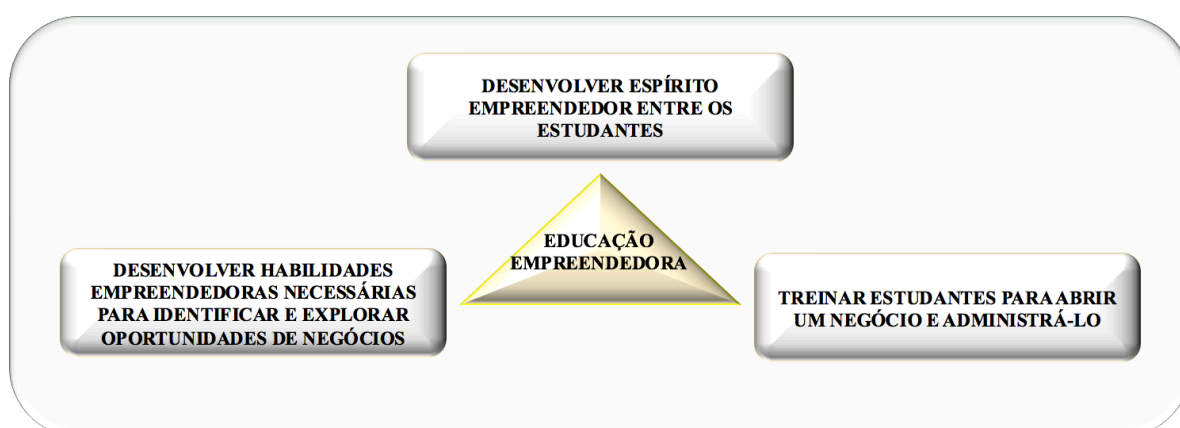 DESENVOLVER ESPÍRITO
EMPREENDEDOR ENTRE OS
ESTUDANTES
EDUCAÇÃO
EMPREENDEDORA
DESENVOLVER HABILIDADES
EMPREENDEDORAS NECESSÁRIAS
PARA IDENTIFICAR E EXPLORAR
OPORTUNIDADES DE NEGÓCIOS
TREINAR ESTUDANTES PARA ABRIR
UM NEGÓCIO E ADMINISTRÁ-LO